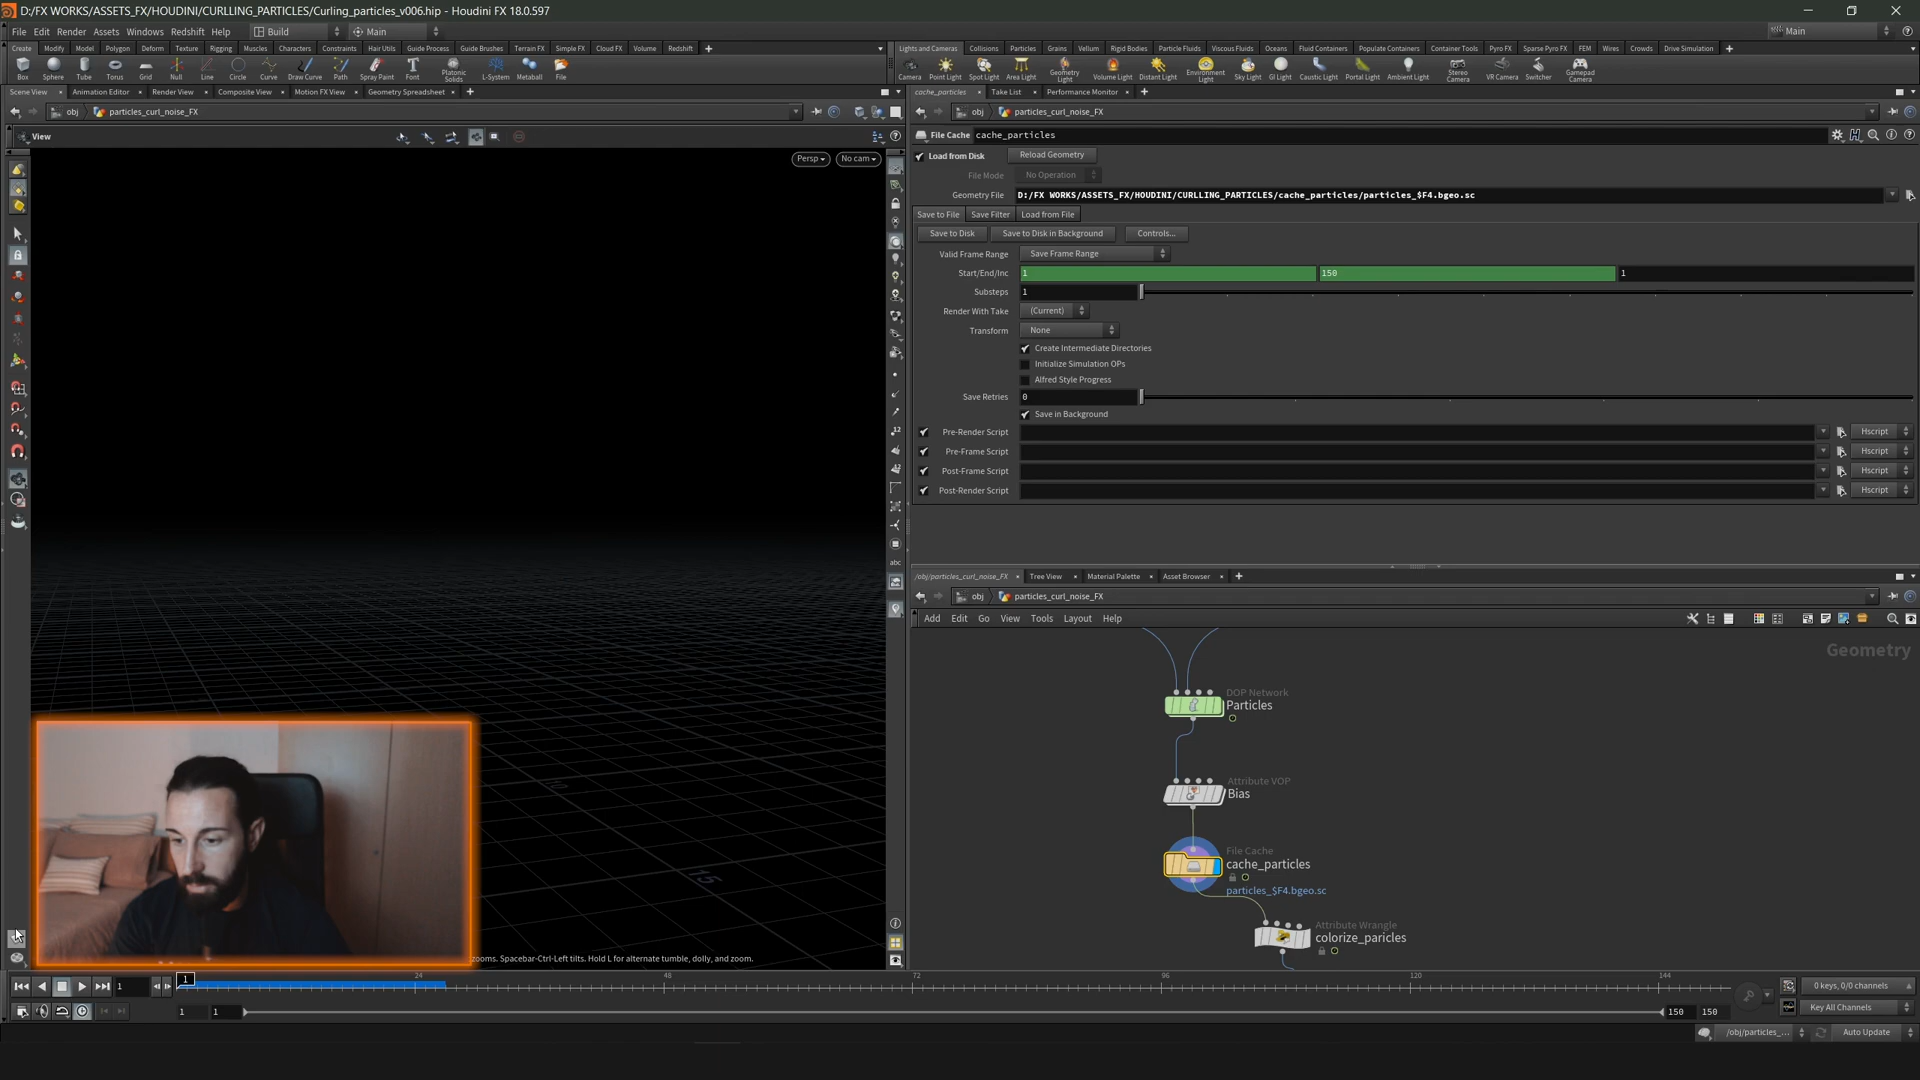 D:/FX WORKS/ASSETS_FX/HOUDINI/CURLLING_PARTICLES/Curling_particles_v006.hip - Houdini FX 18.0.597
File Edit Render Assets Windows Redshift Help Build Main Main
Create Modify Model Polygon Deform Texture Rigging Muscles Characters Constraints Hair Utils Guide Process Guide Brushes Terrain FX Simple FX Cloud FX Volume Redshift
Lights and Cameras Collisions Particles Grains Vellum Rigid Bodies Particle Fluids Viscous Fluids Oceans Fluid Containers Populate Containers Container Tools Pyro FX Sparse Pyro FX FEM Wires Crowds Drive Simulation
Box Sphere Tube Torus Grid Null Line Circle Curve Draw Curve Path Spray Paint Font Platonic Solids L-System Metaball File
Camera Point Light Spot Light Area Light Geometry Light Volume Light Distant Light Environment Light Sky Light GI Light Caustic Light Portal Light Ambient Light Stereo Camera VR Camera Switcher Gamepad Camera
Scene View Animation Editor Render View Composite View Motion FX View Geometry Spreadsheet
cache_particles Take List Performance Monitor
obj particles_curl_noise_FX
obj particles_curl_noise_FX
View
File Cache cache_particles
Persp No cam
Load from Disk Reload Geometry
File Mode No Operation
Geometry File D:/FX WORKS/ASSETS_FX/HOUDINI/CURLLING_PARTICLES/cache_particles/particles_$F4.bgeo.sc
Save to File Save Filter Load from File
Save to Disk Save to Disk in Background Controls...
Valid Frame Range Save Frame Range
Start/End/Inc 1 150 1
Substeps 1
Render With Take (Current)
Transform None
Create Intermediate Directories
Initialize Simulation OPs
Alfred Style Progress
Save Retries 0
Save in Background
Pre-Render Script Hscript
Pre-Frame Script Hscript
Post-Frame Script Hscript
Post-Render Script Hscript
abc
/obj/particles_curl_noise_FX Tree View Material Palette Asset Browser
obj particles_curl_noise_FX
Add Edit Go View Tools Layout Help
Geometry
DOP Network
Particles
Attribute VOP
Bias
File Cache
cache_particles
particles_$F4.bgeo.sc
Attribute Wrangle
colorize_paricles
15
zooms. Spacebar-Ctrl-Left tilts. Hold L for alternate tumble, dolly, and zoom.
1 1 24 48 72 96 120 144
0 keys, 0/0 channels
1 1 150 150
Key All Channels
/obj/particles_... Auto Update